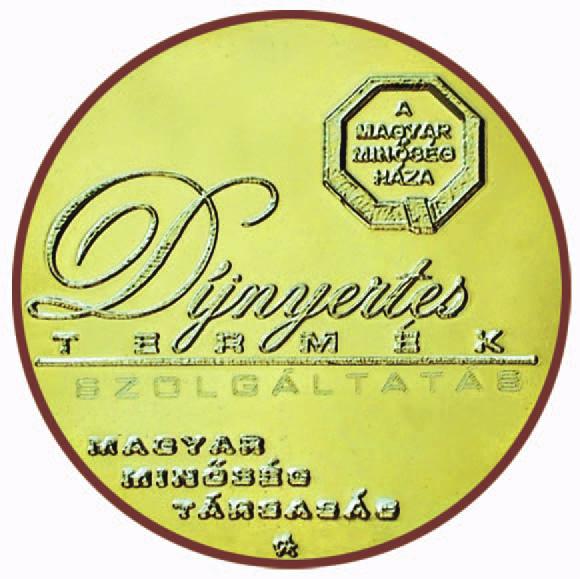 A
MAGYAR
MINŐSÉG
HÁZA
Díjnyertes
TERMÉK
SZOLGÁLTATÁS
MAGYAR
MINŐSÉG
TÁRSASÁG